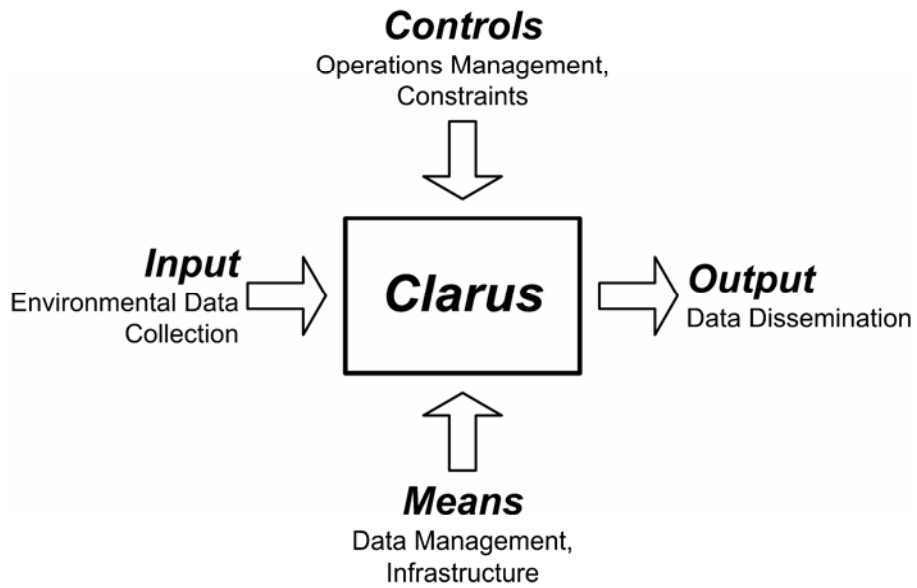 Controls
Operations Management,
Constraints
Input
Environmental Data
Collection
Clarus
Output
Data Dissemination
Means
Data Management,
Infrastructure